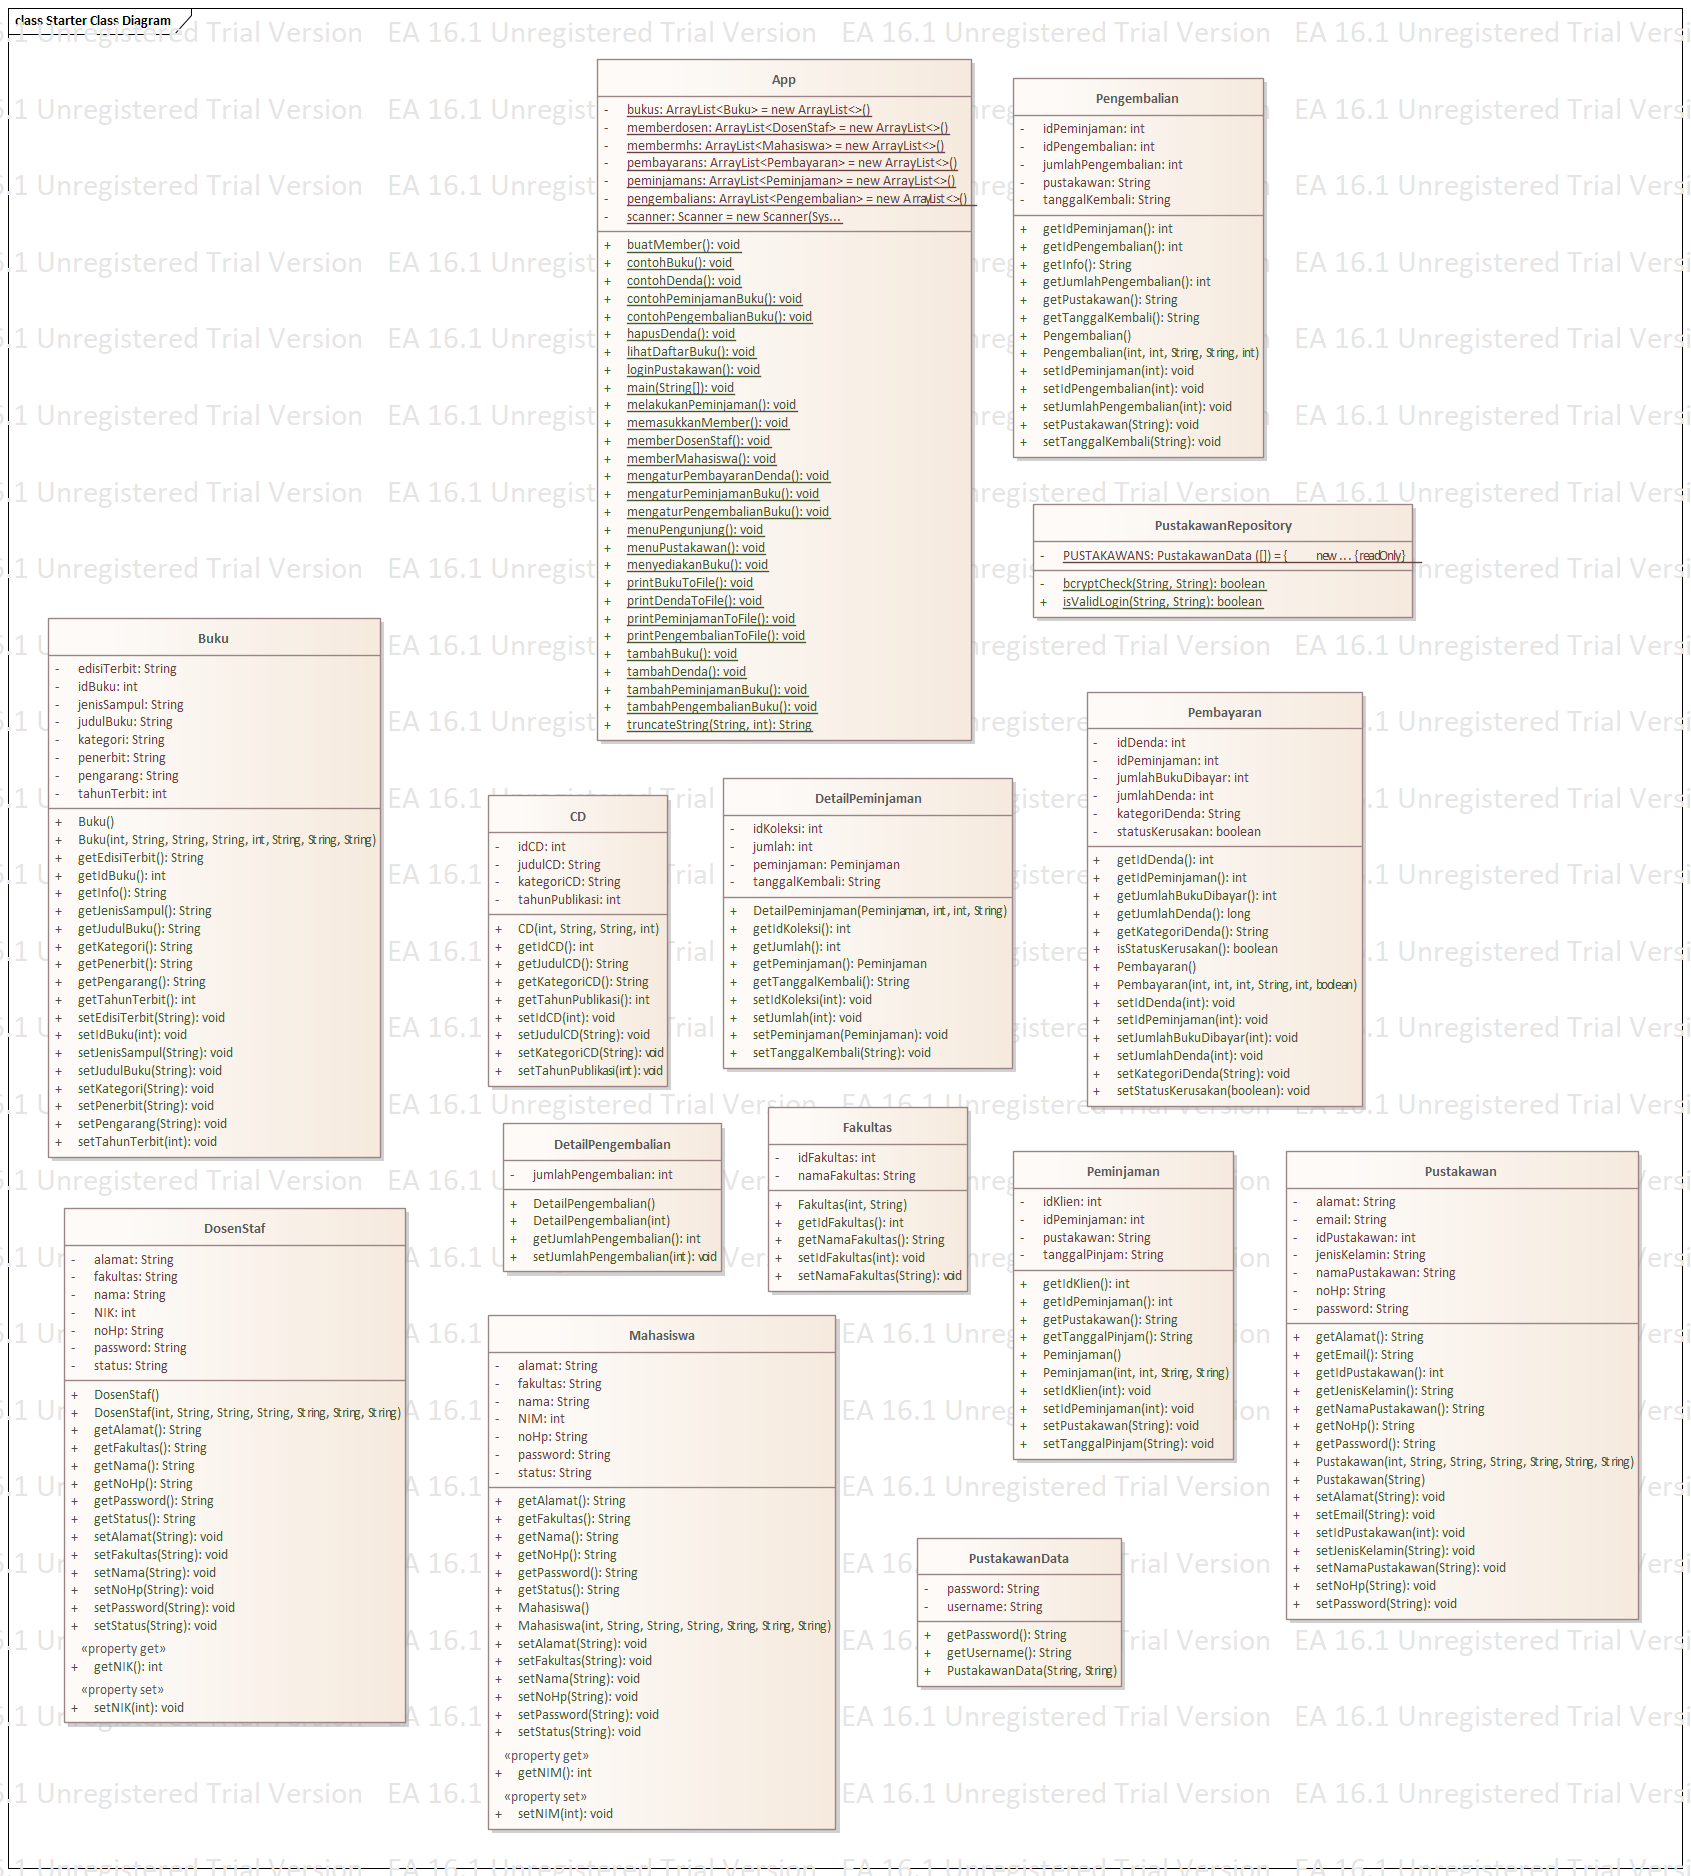 class Starter Class Diagram
App
- bukus: ArrayList<Buku> = new ArrayList<>()
- memberdosen: ArrayList<DosenStaf> = new ArrayList<>()
- membermhs: ArrayList<Mahasiswa> = new ArrayList<>()
- pembayarans: ArrayList<Pembayaran> = new ArrayList<>()
- peminjamans: ArrayList<Peminjaman> = new ArrayList<>()
- pengembalians: ArrayList<Pengembalian> = new ArrayList<>()
- scanner: Scanner = new Scanner(Sys...
+ buatMember(): void
+ contohBuku(): void
+ contohDenda(): void
+ contohPeminjamanBuku(): void
+ contohPengembalianBuku(): void
+ hapusDenda(): void
+ lihatDaftarBuku(): void
+ loginPustakawan(): void
+ main(String[]): void
+ melakukanPeminjaman(): void
+ memasukkanMember(): void
+ memberDosenStaf(): void
+ memberMahasiswa(): void
+ mengaturPembayaranDenda(): void
+ mengaturPeminjamanBuku(): void
+ mengaturPengembalianBuku(): void
+ menuPengunjung(): void
+ menuPustakawan(): void
+ menyediakanBuku(): void
+ printBukuToFile(): void
+ printDendaToFile(): void
+ printPeminjamanToFile(): void
+ printPengembalianToFile(): void
+ tambahBuku(): void
+ tambahDenda(): void
+ tambahPeminjamanBuku(): void
+ tambahPengembalianBuku(): void
+ truncateString(String, int): String
Pengembalian
- idPeminjaman: int
- idPengembalian: int
- jumlahPengembalian: int
- pustakawan: String
- tanggalKembali: String
+ getIdPeminjaman(): int
+ getIdPengembalian(): int
+ getInfo(): String
+ getJumlahPengembalian(): int
+ getPustakawan(): String
+ getTanggalKembali(): String
+ Pengembalian()
+ Pengembalian(int, int, String, String, int)
+ setIdPeminjaman(int): void
+ setIdPengembalian(int): void
+ setJumlahPengembalian(int): void
+ setPustakawan(String): void
+ setTanggalKembali(String): void
PustakawanRepository
- PUSTAKAWANS: PustakawanData ([]) = { new ... {readOnly}
- bcryptCheck(String, String): boolean
+ isValidLogin(String, String): boolean
Buku
- edisiTerbit: String
- idBuku: int
- jenisSampul: String
- judulBuku: String
- kategori: String
- penerbit: String
- pengarang: String
- tahunTerbit: int
+ Buku()
+ Buku(int, String, String, String, int, String, String, String)
+ getEdisiTerbit(): String
+ getIdBuku(): int
+ getInfo(): String
+ getJenisSampul(): String
+ getJudulBuku(): String
+ getKategori(): String
+ getPenerbit(): String
+ getPengarang(): String
+ getTahunTerbit(): int
+ setEdisiTerbit(String): void
+ setIdBuku(int): void
+ setJenisSampul(String): void
+ setJudulBuku(String): void
+ setKategori(String): void
+ setPenerbit(String): void
+ setPengarang(String): void
+ setTahunTerbit(int): void
CD
- idCD: int
- judulCD: String
- kategoriCD: String
- tahunPublikasi: int
+ CD(int, String, String, int)
+ getIdCD(): int
+ getJudulCD(): String
+ getKategoriCD(): String
+ getTahunPublikasi(): int
+ setIdCD(int): void
+ setJudulCD(String): void
+ setKategoriCD(String): void
+ setTahunPublikasi(int): void
DetailPeminjaman
- idKoleksi: int
- jumlah: int
- peminjaman: Peminjaman
- tanggalKembali: String
+ DetailPeminjaman(Peminjaman, int, int, String)
+ getIdKoleksi(): int
+ getJumlah(): int
+ getPeminjaman(): Peminjaman
+ getTanggalKembali(): String
+ setIdKoleksi(int): void
+ setJumlah(int): void
+ setPeminjaman(Peminjaman): void
+ setTanggalKembali(String): void
Pembayaran
- idDenda: int
- idPeminjaman: int
- jumlahBukuDibayar: int
- jumlahDenda: int
- kategoriDenda: String
- statusKerusakan: boolean
+ getIdDenda(): int
+ getIdPeminjaman(): int
+ getJumlahBukuDibayar(): int
+ getJumlahDenda(): long
+ getKategoriDenda(): String
+ isStatusKerusakan(): boolean
+ Pembayaran()
+ Pembayaran(int, int, int, String, int, boolean)
+ setIdDenda(int): void
+ setIdPeminjaman(int): void
+ setJumlahBukuDibayar(int): void
+ setJumlahDenda(int): void
+ setKategoriDenda(String): void
+ setStatusKerusakan(boolean): void
DetailPengembalian
- jumlahPengembalian: int
+ DetailPengembalian()
+ DetailPengembalian(int)
+ getJumlahPengembalian(): int
+ setJumlahPengembalian(int): void
Fakultas
- idFakultas: int
- namaFakultas: String
+ Fakultas(int, String)
+ getIdFakultas(): int
+ getNamaFakultas(): String
+ setIdFakultas(int): void
+ setNamaFakultas(String): void
Peminjaman
- idKlien: int
- idPeminjaman: int
- pustakawan: String
- tanggalPinjam: String
+ getIdKlien(): int
+ getIdPeminjaman(): int
+ getPustakawan(): String
+ getTanggalPinjam(): String
+ Peminjaman()
+ Peminjaman(int, int, String, String)
+ setIdKlien(int): void
+ setIdPeminjaman(int): void
+ setPustakawan(String): void
+ setTanggalPinjam(String): void
Pustakawan
- alamat: String
- email: String
- idPustakawan: int
- jenisKelamin: String
- namaPustakawan: String
- noHp: String
- password: String
+ getAlamat(): String
+ getEmail(): String
+ getIdPustakawan(): int
+ getJenisKelamin(): String
+ getNamaPustakawan(): String
+ getNoHp(): String
+ getPassword(): String
+ Pustakawan(int, String, String, String, String, String, String)
+ Pustakawan(String)
+ setAlamat(String): void
+ setEmail(String): void
+ setIdPustakawan(int): void
+ setJenisKelamin(String): void
+ setNamaPustakawan(String): void
+ setNoHp(String): void
+ setPassword(String): void
DosenStaf
- alamat: String
- fakultas: String
- nama: String
- NIK: int
- noHp: String
- password: String
- status: String
+ DosenStaf()
+ DosenStaf(int, String, String, String, String, String, String)
+ getAlamat(): String
+ getFakultas(): String
+ getNama(): String
+ getNoHp(): String
+ getPassword(): String
+ getStatus(): String
+ setAlamat(String): void
+ setFakultas(String): void
+ setNama(String): void
+ setNoHp(String): void
+ setPassword(String): void
+ setStatus(String): void
«property get»
+ getNIK(): int
«property set»
+ setNIK(int): void
Mahasiswa
- alamat: String
- fakultas: String
- nama: String
- NIM: int
- noHp: String
- password: String
- status: String
+ getAlamat(): String
+ getFakultas(): String
+ getNama(): String
+ getNoHp(): String
+ getPassword(): String
+ getStatus(): String
+ Mahasiswa()
+ Mahasiswa(int, String, String, String, String, String, String)
+ setAlamat(String): void
+ setFakultas(String): void
+ setNama(String): void
+ setNoHp(String): void
+ setPassword(String): void
+ setStatus(String): void
«property get»
+ getNIM(): int
«property set»
+ setNIM(int): void
PustakawanData
- password: String
- username: String
+ getPassword(): String
+ getUsername(): String
+ PustakawanData(String, String)
EA 16.1 Unregistered Trial Version